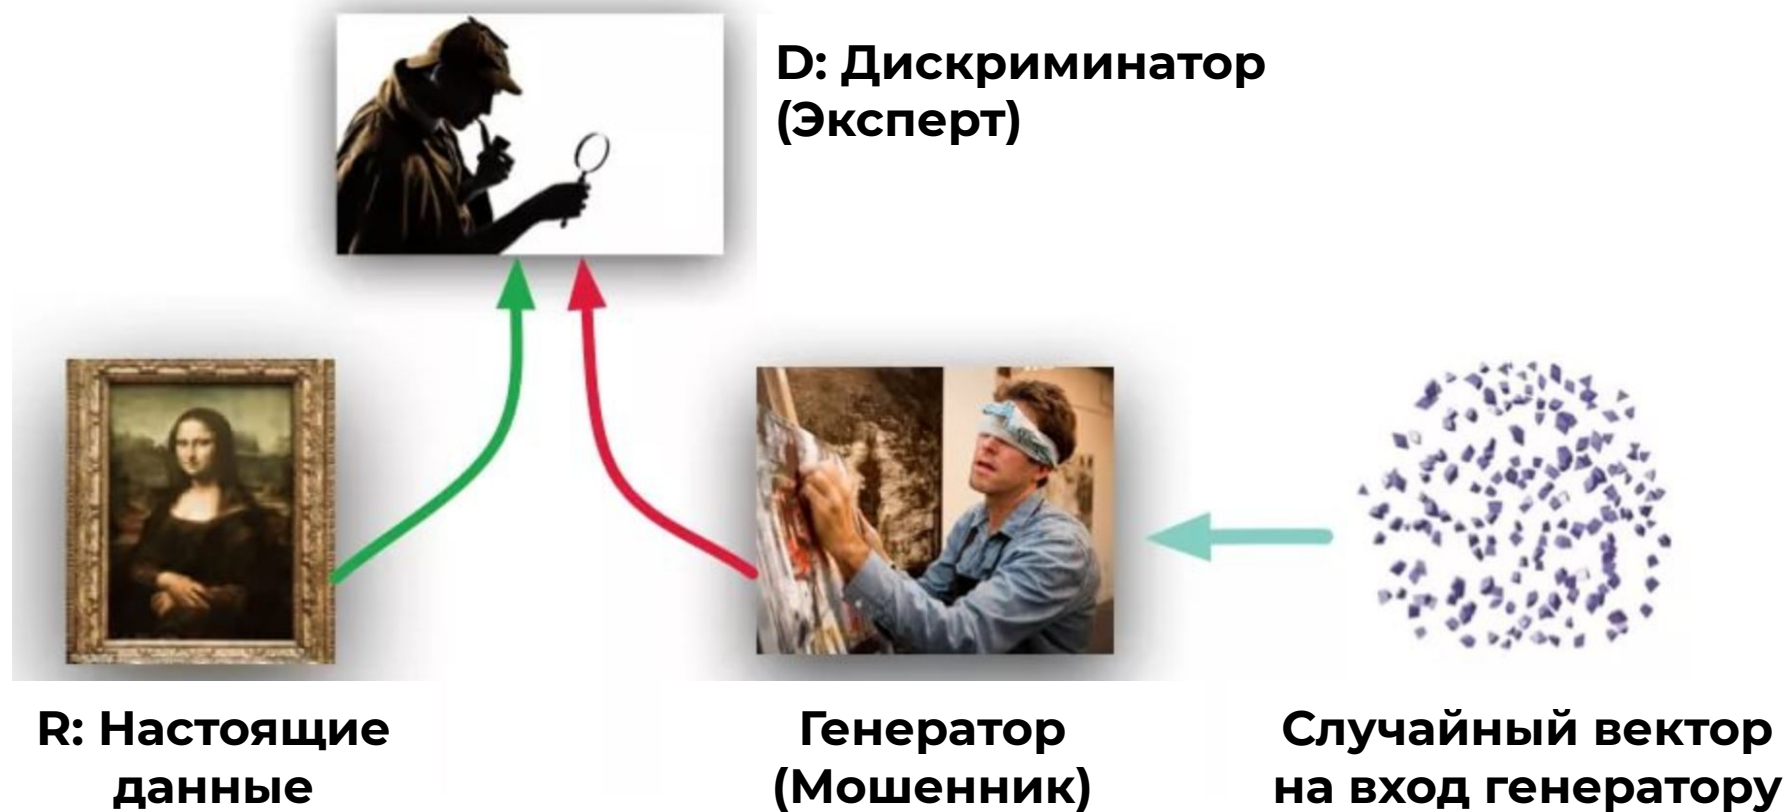 D: Дискриминатор
(Эксперт)
R: Настоящие
данные
Генератор
(Мошенник)
Случайный вектор
на вход генератору